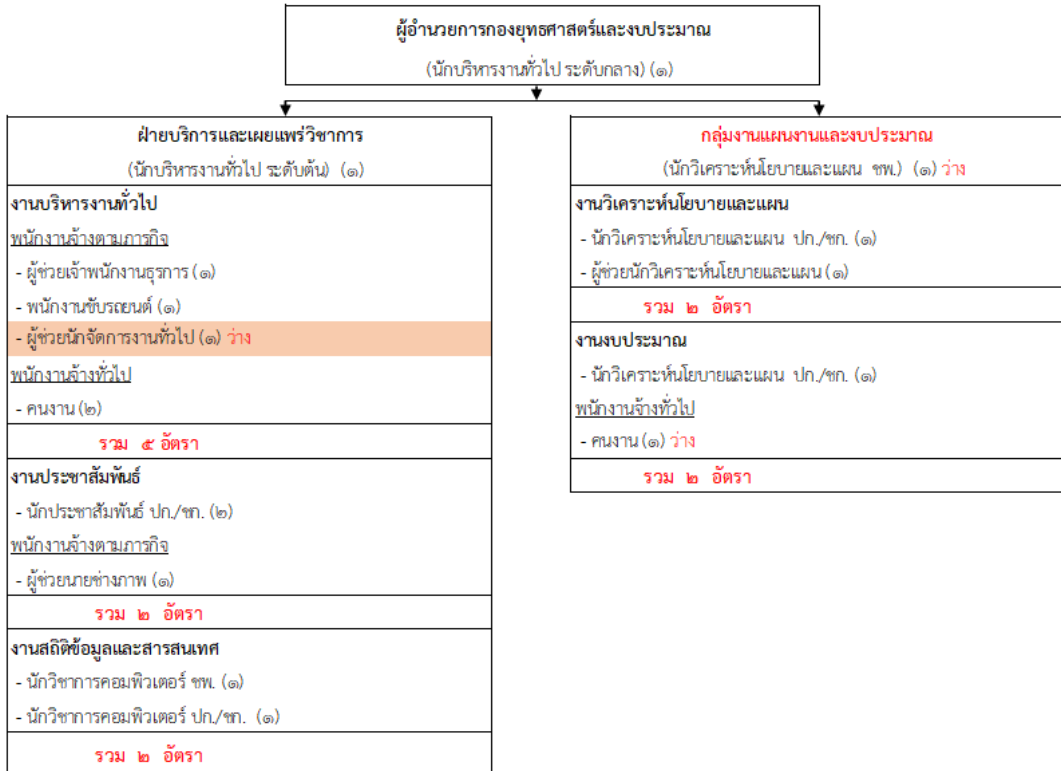 ผู้อำนวยการกองยุทธศาสตร์และงบประมาณ
(นักบริหารงานทั่วไป ระดับกลาง) (๑)
ฝ่ายบริการและเผยแพร่วิชาการ
(นักบริหารงานทั่วไป ระดับต้น) (๑)
งานบริหารงานทั่วไป
พนักงานจ้างตามภารกิจ
- ผู้ช่วยเจ้าพนักงานธุรการ (๑)
- พนักงานขับรถยนต์ (๑)
- ผู้ช่วยนักจัดการงานทั่วไป (๑) ว่าง
พนักงานจ้างทั่วไป
- คนงาน (๒)
รวม ๕ อัตรา
งานประชาสัมพันธ์
- นักประชาสัมพันธ์ ปก./ชก. (๒)
พนักงานจ้างตามภารกิจ
- ผู้ช่วยนายช่างภาพ (๑)
รวม ๒ อัตรา
งานสถิติข้อมูลและสารสนเทศ
- นักวิชาการคอมพิวเตอร์ ชพ. (๑)
- นักวิชาการคอมพิวเตอร์ ปก./ชก. (๑)
รวม ๒ อัตรา
กลุ่มงานแผนงานและงบประมาณ
(นักวิเคราะห์นโยบายและแผน ชพ.) (๑) ว่าง
งานวิเคราะห์นโยบายและแผน
- นักวิเคราะห์นโยบายและแผน ปก./ชก. (๑)
- ผู้ช่วยนักวิเคราะห์นโยบายและแผน (๑)
รวม ๒ อัตรา
งานงบประมาณ
- นักวิเคราะห์นโยบายและแผน ปก./ชก. (๑)
พนักงานจ้างทั่วไป
- คนงาน (๑) ว่าง
รวม ๒ อัตรา